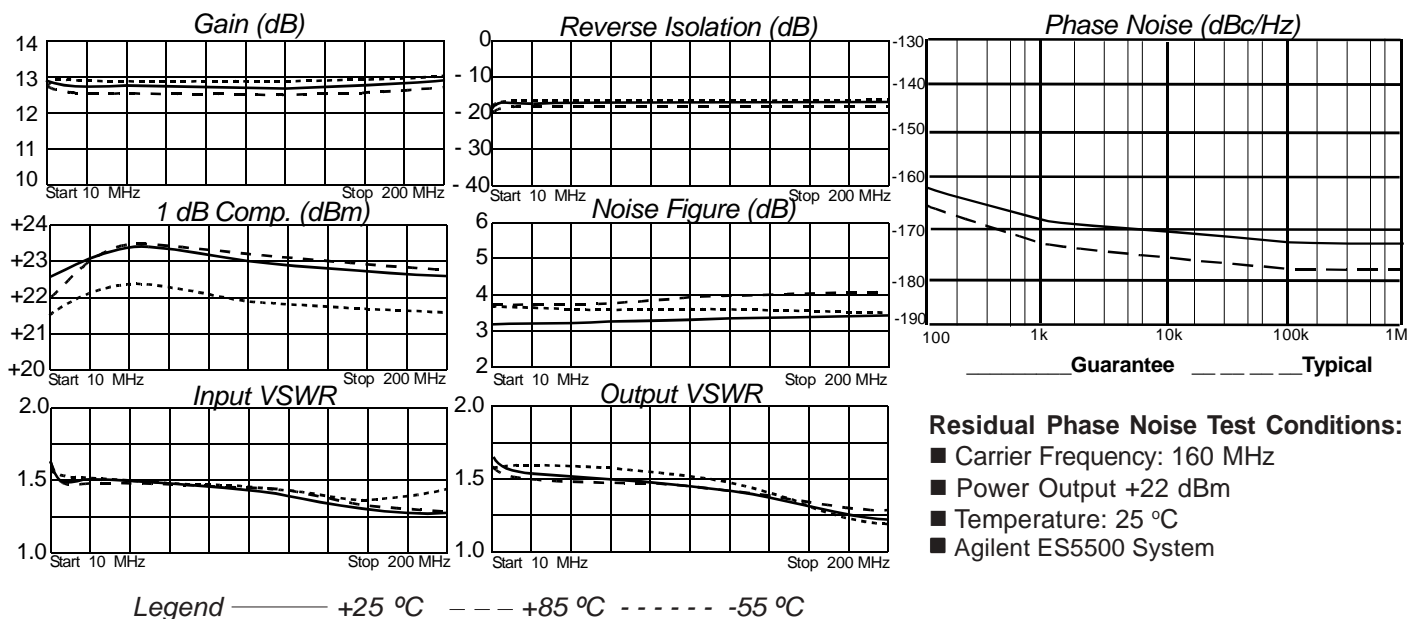 Gain (dB)
14
13
12
11
10
Start 10 MHz
Stop 200 MHz
Reverse Isolation (dB)
0
- 10
- 20
- 30
- 40
Start 10 MHz
Stop 200 MHz
Phase Noise (dBc/Hz)
-130
-140
-150
-160
-170
-180
-190
100
1k
10k
100k
1M
Guarantee
Typical
1 dB Comp. (dBm)
+24
+23
+22
+21
+20
Start 10 MHz
Stop 200 MHz
Noise Figure (dB)
6
5
4
3
2
Start 10 MHz
Stop 200 MHz
Input VSWR
2.0
1.5
1.0
Start 10 MHz
Stop 200 MHz
Output VSWR
2.0
1.5
1.0
Start 10 MHz
Stop 200 MHz
Residual Phase Noise Test Conditions:
■ Carrier Frequency: 160 MHz
■ Power Output +22 dBm
■ Temperature: 25 ºC
■ Agilent ES5500 System
Legend +25 ºC +85 ºC -55 ºC